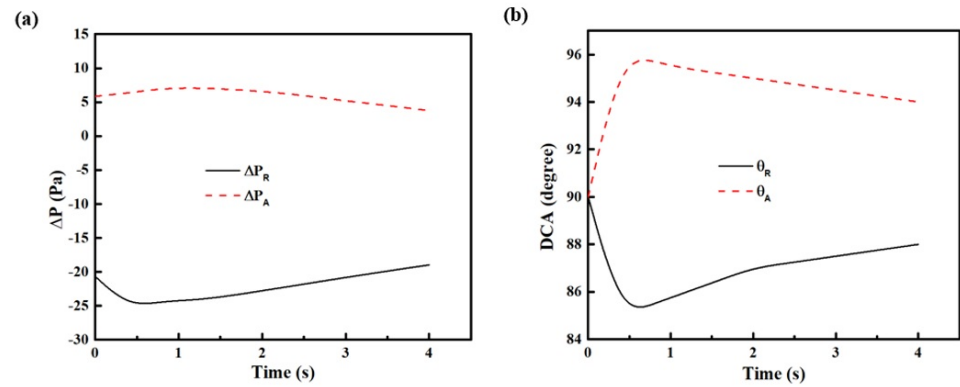 (a)
15
10
5
0
-5
-10
-15
-20
-25
-30
ΔP (Pa)
ΔP_R
ΔP_A
0 1 2 3 4 5
Time (s)
(b)
96
94
92
90
88
86
84
DCA (degree)
θ_R
θ_A
0 1 2 3 4
Time (s)